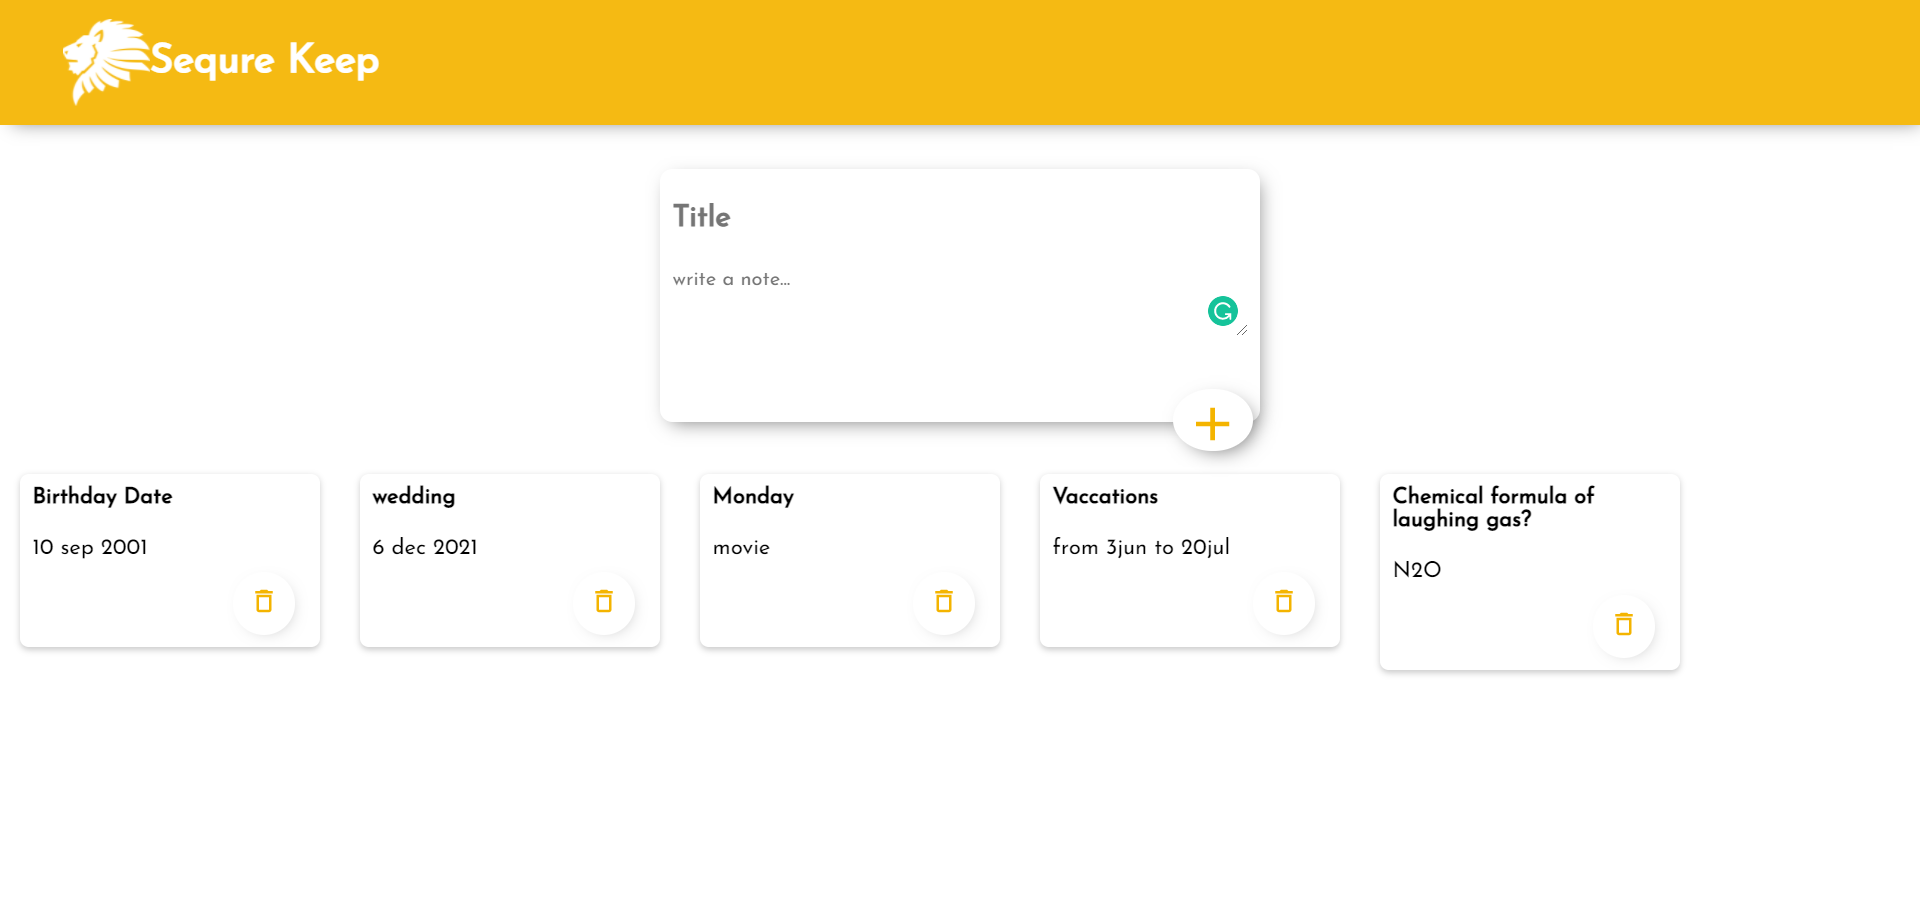 Sequre Keep
Title
write a note...
Birthday Date
10 sep 2001
wedding
6 dec 2021
Monday
movie
Vaccations
from 3jun to 20jul
Chemical formula of
laughing gas?
N2O